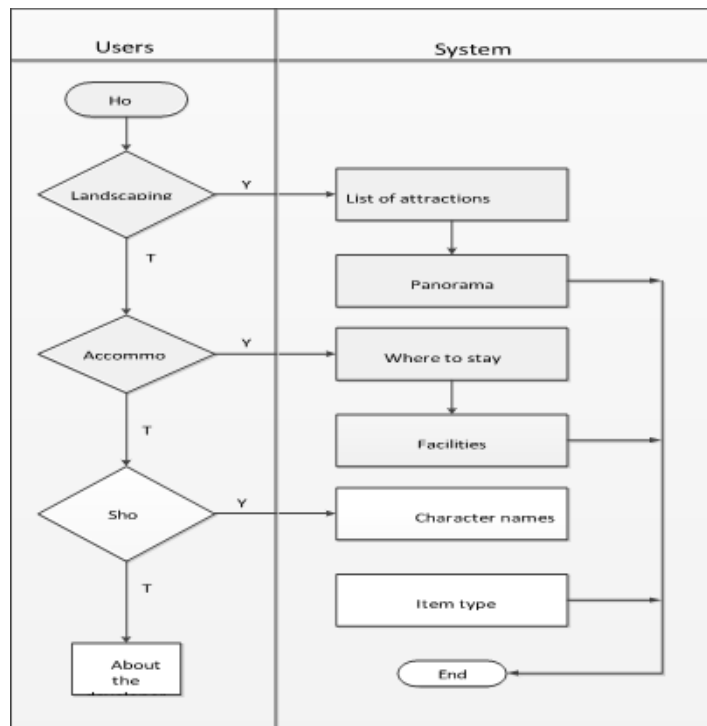 Users
System
Ho
Landscaping
Y
List of attractions
T
Panorama
Accommo
Y
Where to stay
T
Facilities
Sho
Y
Character names
T
Item type
About
the
End